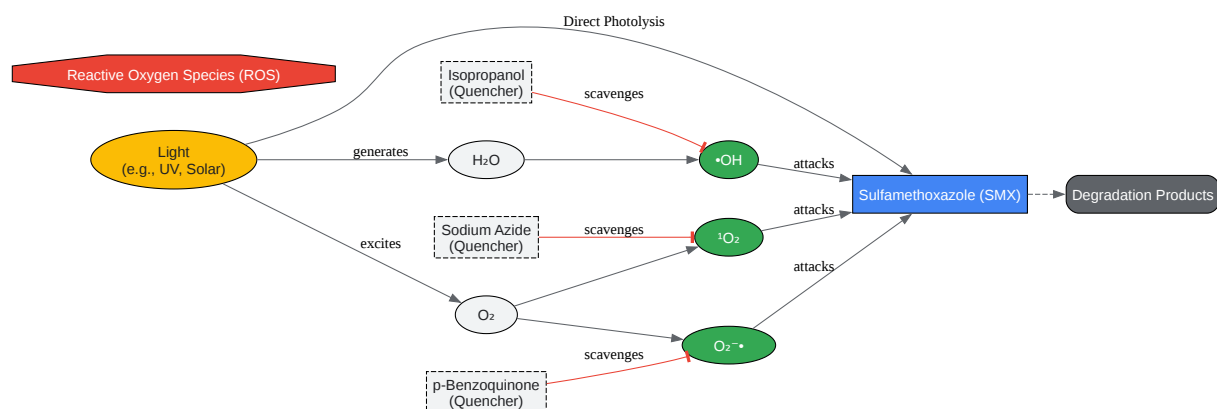 Direct Photolysis
Reactive Oxygen Species (ROS)
Isopropanol
(Quencher)
scavenges
Light
(e.g., UV, Solar)
generates
H₂O
•OH
attacks
Sulfamethoxazole (SMX)
Degradation Products
Sodium Azide
(Quencher)
scavenges
¹O₂
attacks
excites
O₂
attacks
O₂⁻•
scavenges
p-Benzoquinone
(Quencher)